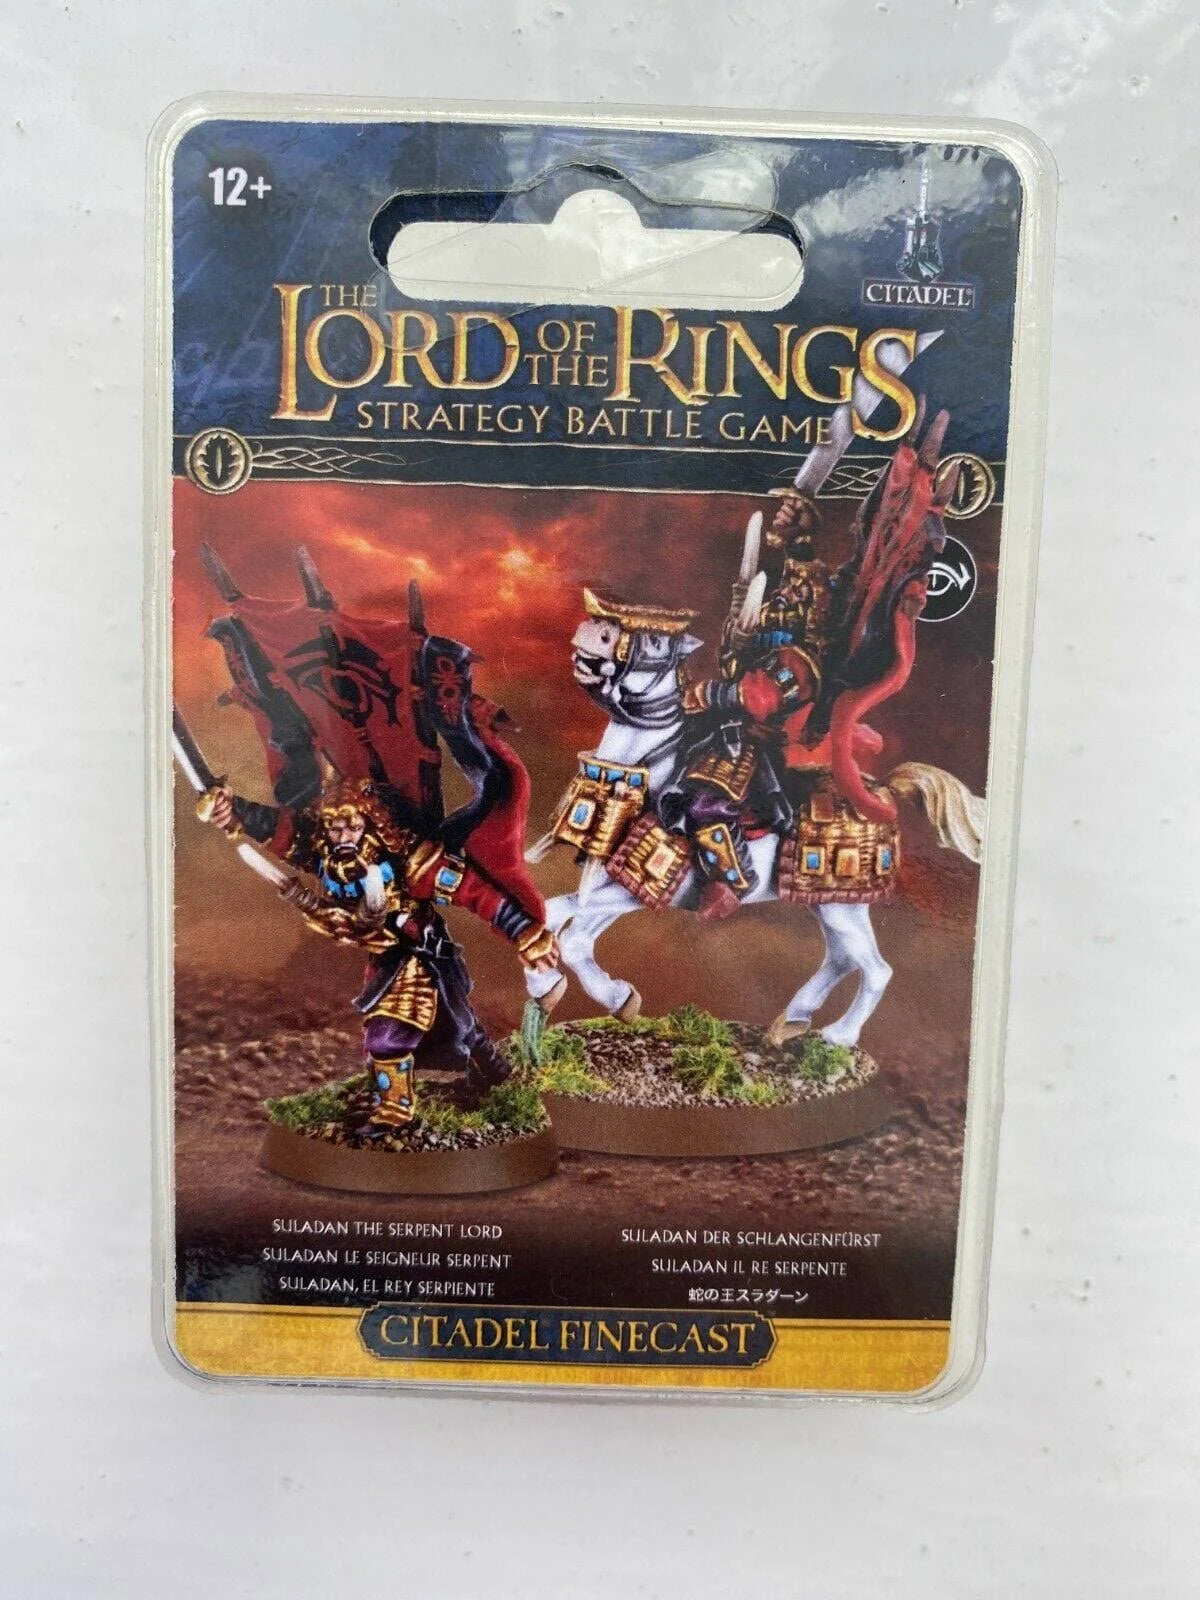 12+
CITADEL®
THE
LORD OF THE RINGS
STRATEGY BATTLE GAME
SULADAN THE SERPENT LORD
SULADAN LE SEIGNEUR SERPENT
SULADAN, EL REY SERPIENTE
SULADAN DER SCHLANGENFÜRST
SULADAN IL RE SERPENTE
蛇の王スラダーン
CITADEL FINECAST